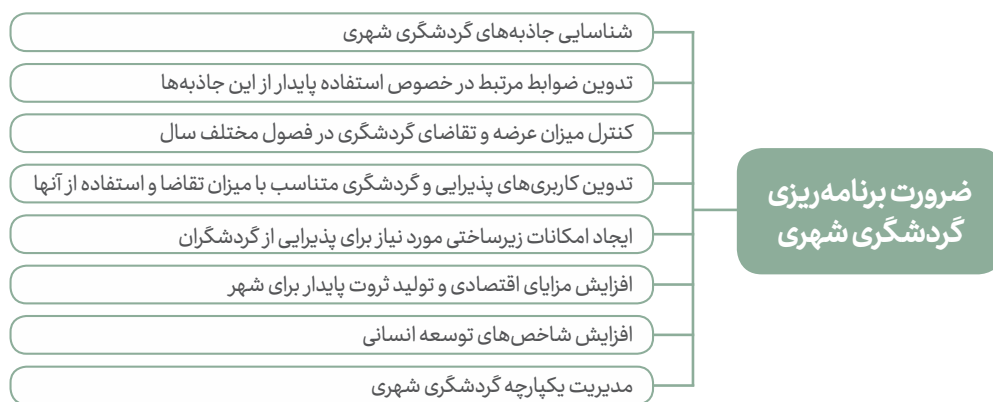 ضرورت برنامه‌ریزی
گردشگری شهری
شناسایی جاذبه‌های گردشگری شهری
تدوین ضوابط مرتبط در خصوص استفاده پایدار از این جاذبه‌ها
کنترل میزان عرضه و تقاضای گردشگری در فصول مختلف سال
تدوین کاربری‌های پذیرایی و گردشگری متناسب با میزان تقاضا و استفاده از آنها
ایجاد امکانات زیرساختی مورد نیاز برای پذیرایی از گردشگران
افزایش مزایای اقتصادی و تولید ثروت پایدار برای شهر
افزایش شاخص‌های توسعه انسانی
مدیریت یکپارچه گردشگری شهری